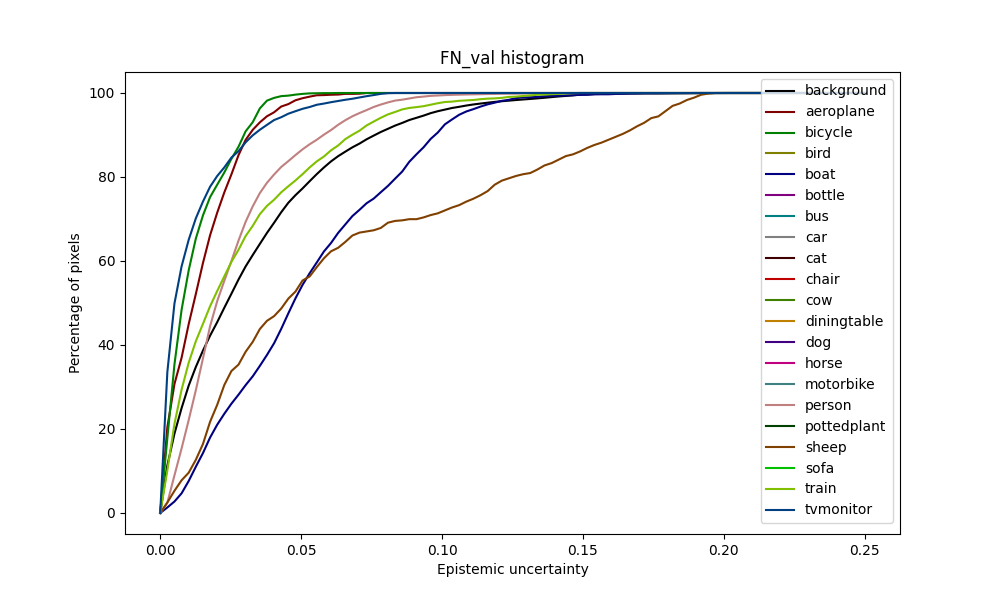 FN_val histogram
Percentage of pixels
100
80
60
40
20
0
0.00
0.05
0.10
0.15
0.20
0.25
Epistemic uncertainty
background
aeroplane
bicycle
bird
boat
bottle
bus
car
cat
chair
cow
diningtable
dog
horse
motorbike
person
pottedplant
sheep
sofa
train
tvmonitor